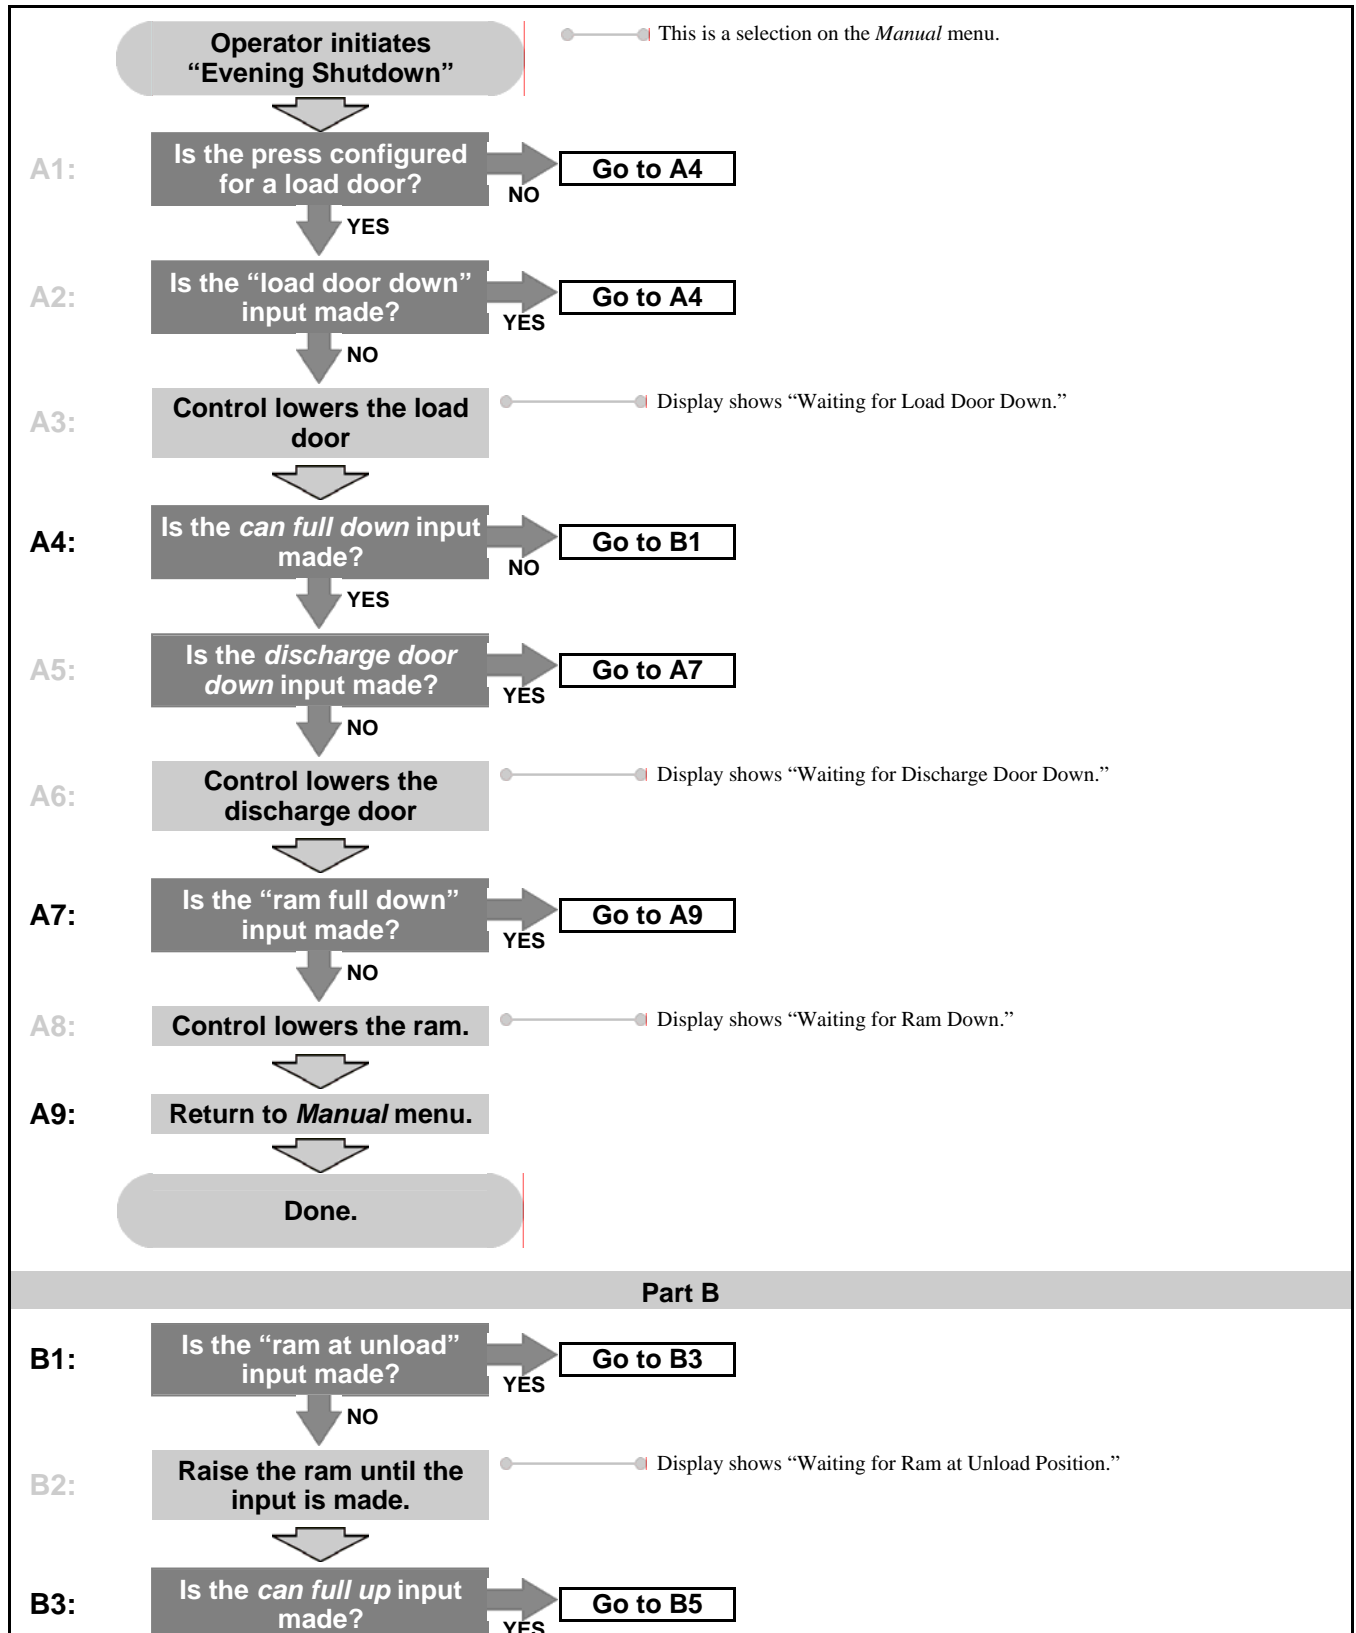 Operator initiates
“Evening Shutdown”
This is a selection on the Manual menu.
A1:
Is the press configured
for a load door?
NO
Go to A4
YES
A2:
Is the “load door down”
input made?
YES
Go to A4
NO
A3:
Control lowers the load
door
Display shows “Waiting for Load Door Down.”
A4:
Is the can full down input
made?
NO
Go to B1
YES
A5:
Is the discharge door
down input made?
YES
Go to A7
NO
A6:
Control lowers the
discharge door
Display shows “Waiting for Discharge Door Down.”
A7:
Is the “ram full down”
input made?
YES
Go to A9
NO
A8:
Control lowers the ram.
Display shows “Waiting for Ram Down.”
A9:
Return to Manual menu.
Done.
Part B
B1:
Is the “ram at unload”
input made?
YES
Go to B3
NO
B2:
Raise the ram until the
input is made.
Display shows “Waiting for Ram at Unload Position.”
B3:
Is the can full up input
made?
YES
Go to B5